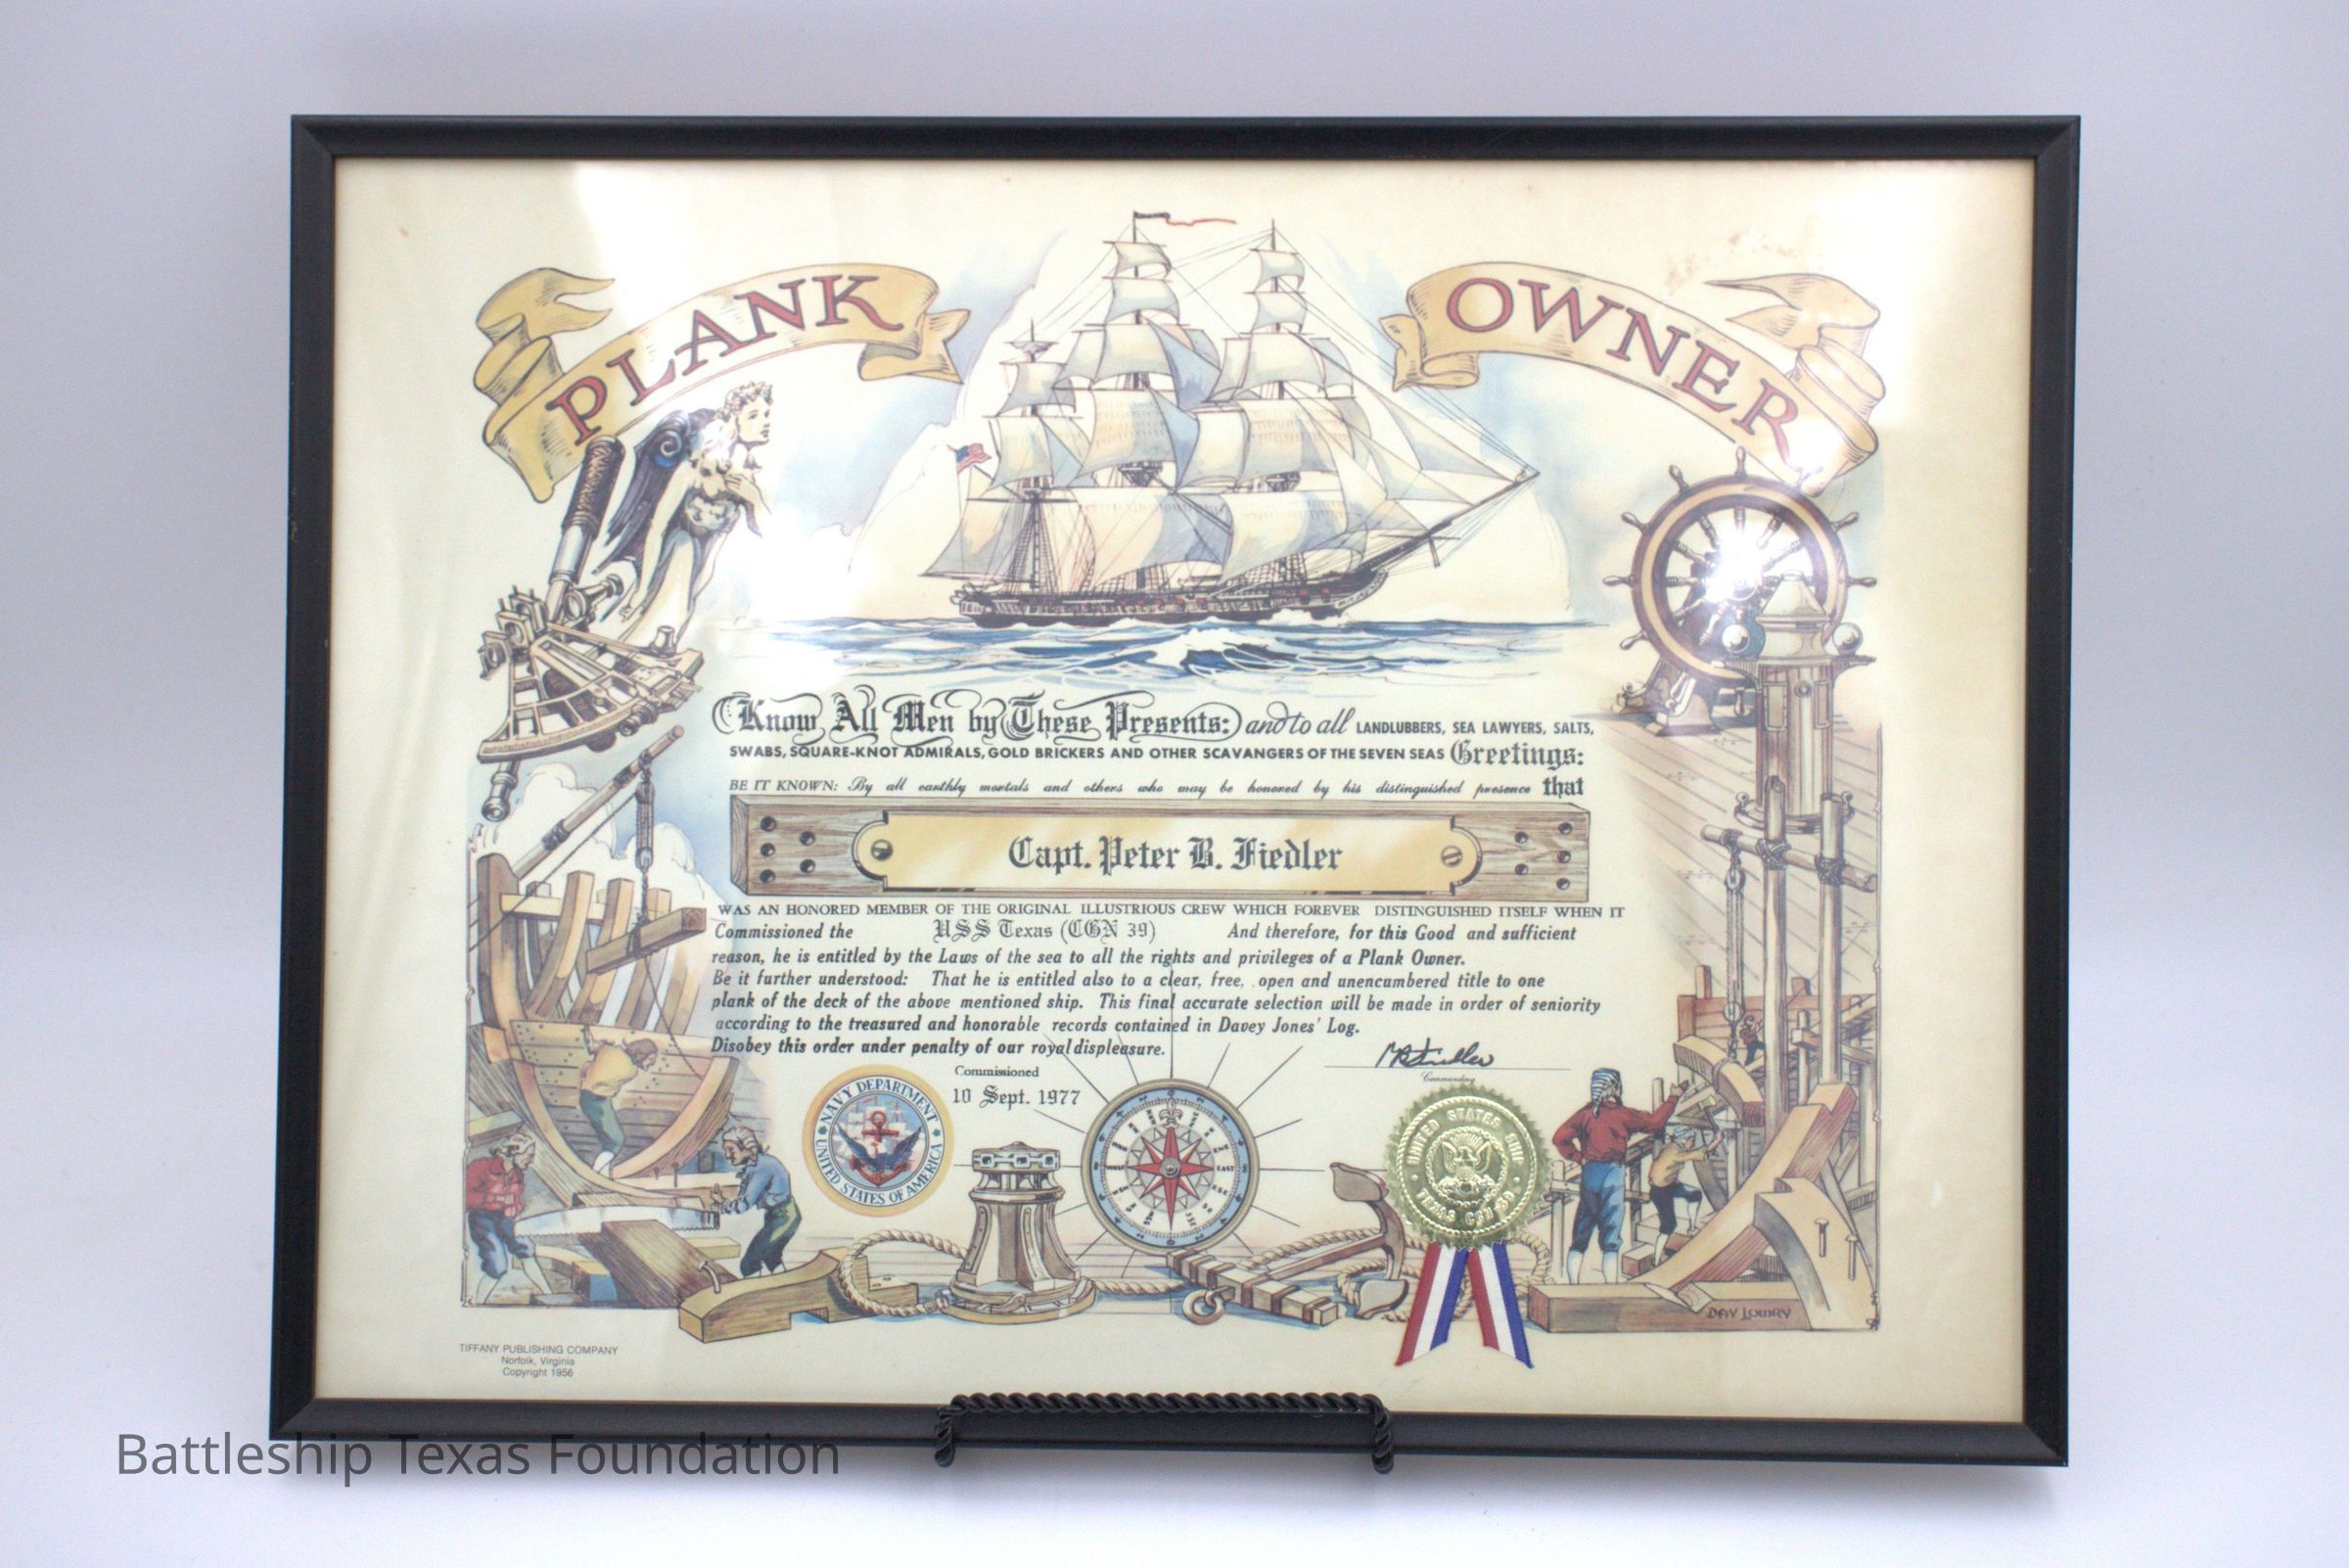 PLANK OWNER
Know All Men by These Presents: and to all LANDLUBBERS, SEA LAWYERS, SALTS,
SWABS, SQUARE-KNOT ADMIRALS, GOLD BRICKERS AND OTHER SCAVANGERS OF THE SEVEN SEAS Greetings:
BE IT KNOWN: By all earthly mortals and others who may be honored by his distinguished presence that
Capt. Peter B. Fiedler
WAS AN HONORED MEMBER OF THE ORIGINAL ILLUSTRIOUS CREW WHICH FOREVER DISTINGUISHED ITSELF WHEN IT
Commissioned the USS Texas (CGN 39) And therefore, for this Good and sufficient
reason, he is entitled by the Laws of the sea to all the rights and privileges of a Plank Owner.
Be it further understood: That he is entitled also to a clear, free, open and unencumbered title to one
plank of the deck of the above mentioned ship. This final accurate selection will be made in order of seniority
according to the treasured and honorable records contained in Davey Jones' Log.
Disobey this order under penalty of our royal displeasure.
Commissioned
10 Sept. 1977
Commanding
NAVY DEPARTMENT
UNITED STATES OF AMERICA
WEST
EAST
UNITED STATES SHIP
TEXAS CGN 39
DAV LOWRY
TIFFANY PUBLISHING COMPANY
Norfolk, Virginia
Copyright 1956
Battleship Texas Foundation